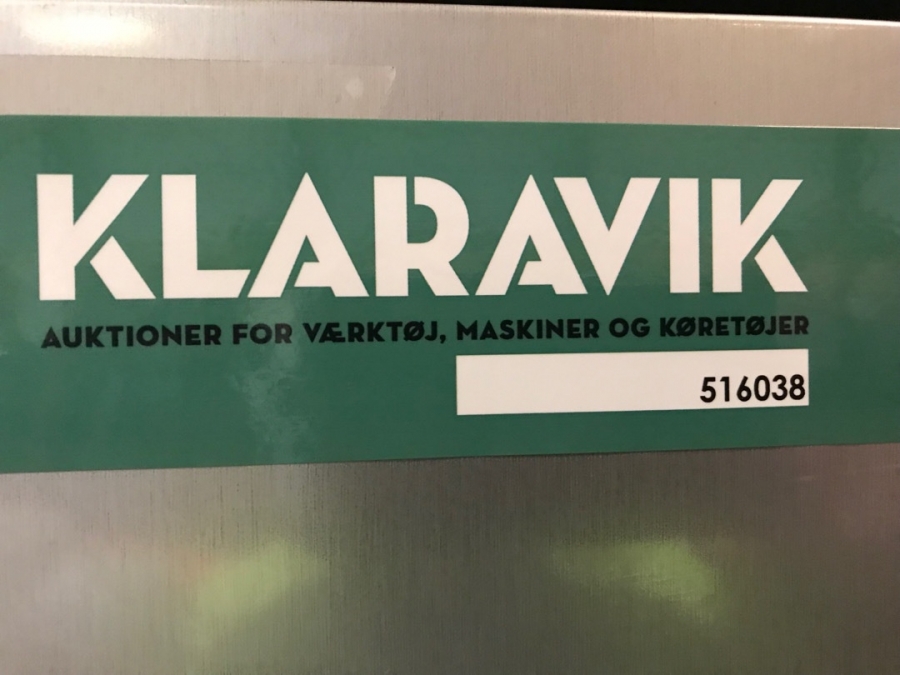 KLARAVIK
AUKTIONER FOR VÆRKTØJ, MASKINER OG KØRETØJER
516038